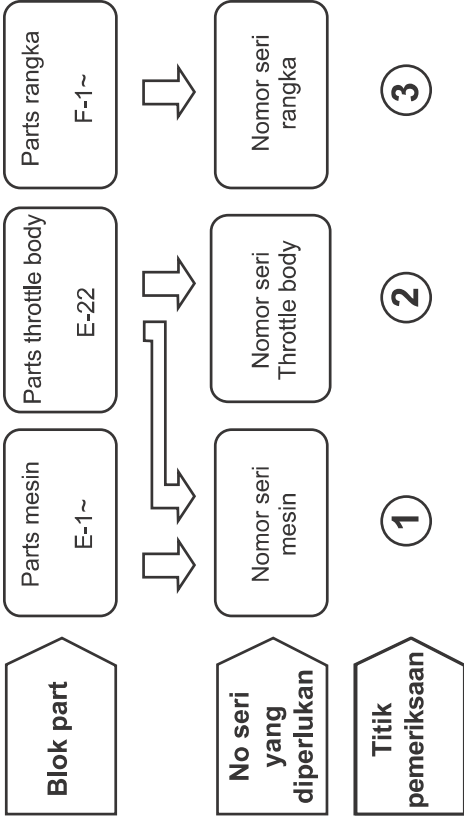 Blok part
Parts mesin
E-1~
Parts throttle body
E-22
Parts rangka
F-1~
No seri
yang
diperlukan
Nomor seri
mesin
Nomor seri
Throttle body
Nomor seri
rangka
Titik
pemeriksaan
1
2
3